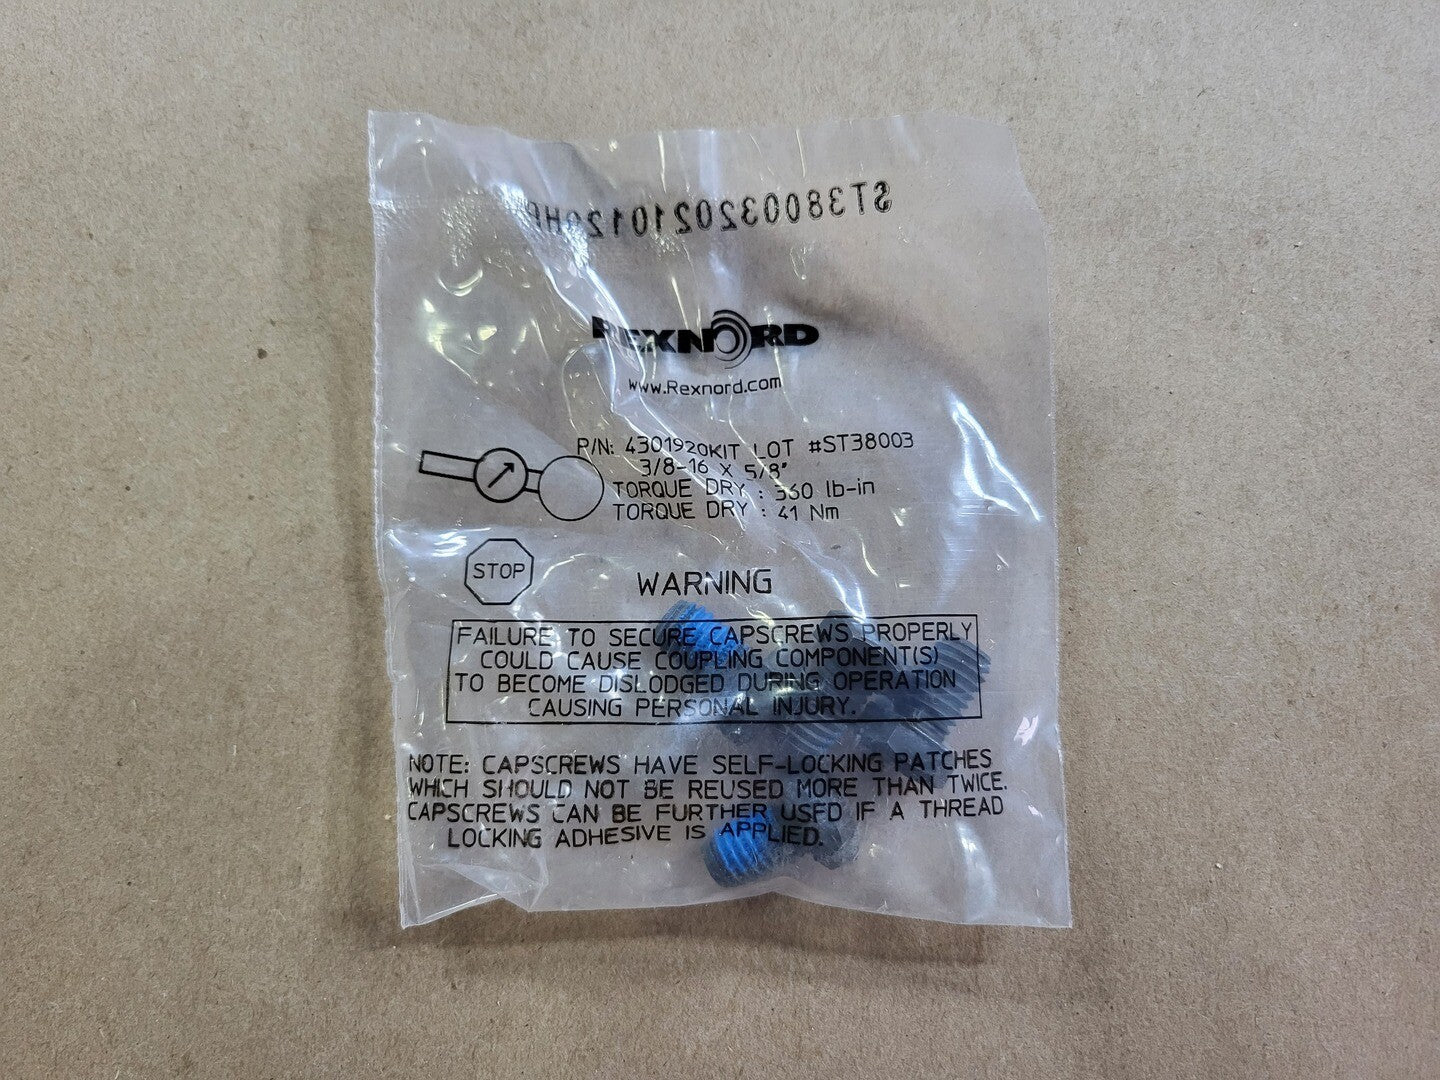 ST38003202101
REXNORD
www.Rexnord.com
P/N: 4301920KIT LOT #ST38003
3/8-16 X 5/8"
TORQUE DRY : 360 lb-in
TORQUE DRY : 41 Nm
STOP
WARNING
FAILURE TO SECURE CAPSCREWS PROPERLY
COULD CAUSE COUPLING COMPONENT(S)
TO BECOME DISLODGED DURING OPERATION
CAUSING PERSONAL INJURY.
NOTE: CAPSCREWS HAVE SELF-LOCKING PATCHES
WHICH SHOULD NOT BE REUSED MORE THAN TWICE.
CAPSCREWS CAN BE FURTHER USED IF A THREAD
LOCKING ADHESIVE IS APPLIED.